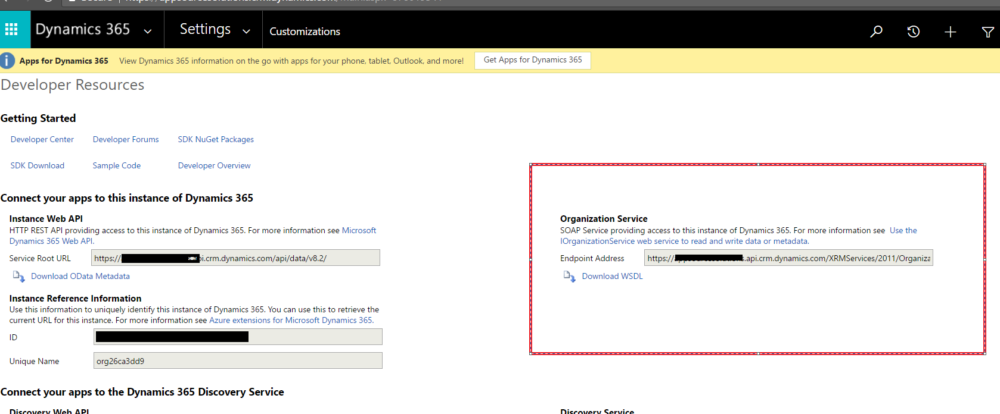 Dynamics 365 Settings Customizations
Apps for Dynamics 365 View Dynamics 365 information on the go with apps for your phone, tablet, Outlook, and more! Get Apps for Dynamics 365
Developer Resources
Getting Started
Developer Center Developer Forums SDK NuGet Packages
SDK Download Sample Code Developer Overview
Connect your apps to this instance of Dynamics 365
Instance Web API
HTTP REST API providing access to this instance of Dynamics 365. For more information see Microsoft
Dynamics 365 Web API.
Service Root URL https:// pi.crm.dynamics.com/api/data/v8.2/
Download OData Metadata
Organization Service
SOAP Service providing access to this instance of Dynamics 365. For more information see Use the
IOrganizationService web service to read and write data or metadata.
Endpoint Address https:// .api.crm.dynamics.com/XRMServices/2011/Organiza
Download WSDL
Instance Reference Information
Use this information to uniquely identify this instance of Dynamics 365. You can use this to retrieve the
current URL for this instance. For more information see Azure extensions for Microsoft Dynamics 365.
ID
Unique Name org26ca3dd9
Connect your apps to the Dynamics 365 Discovery Service
Discovery Web API Discovery Service